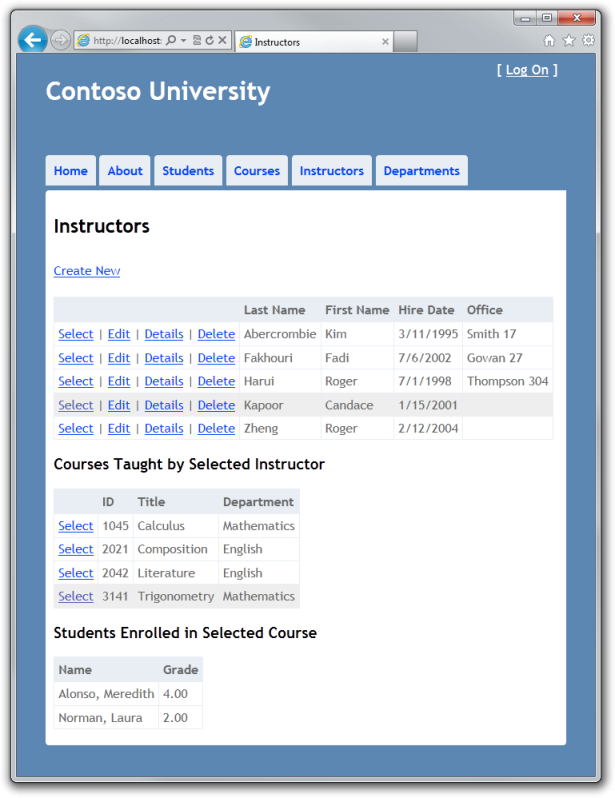 http://localhost:
Instructors
[ Log On ]
Contoso University
Home About Students Courses Instructors Departments
Instructors
Create New
Last Name First Name Hire Date Office
Select | Edit | Details | Delete Abercrombie Kim 3/11/1995 Smith 17
Select | Edit | Details | Delete Fakhouri Fadi 7/6/2002 Gowan 27
Select | Edit | Details | Delete Harui Roger 7/1/1998 Thompson 304
Select | Edit | Details | Delete Kapoor Candace 1/15/2001
Select | Edit | Details | Delete Zheng Roger 2/12/2004
Courses Taught by Selected Instructor
ID Title Department
Select 1045 Calculus Mathematics
Select 2021 Composition English
Select 2042 Literature English
Select 3141 Trigonometry Mathematics
Students Enrolled in Selected Course
Name Grade
Alonso, Meredith 4.00
Norman, Laura 2.00